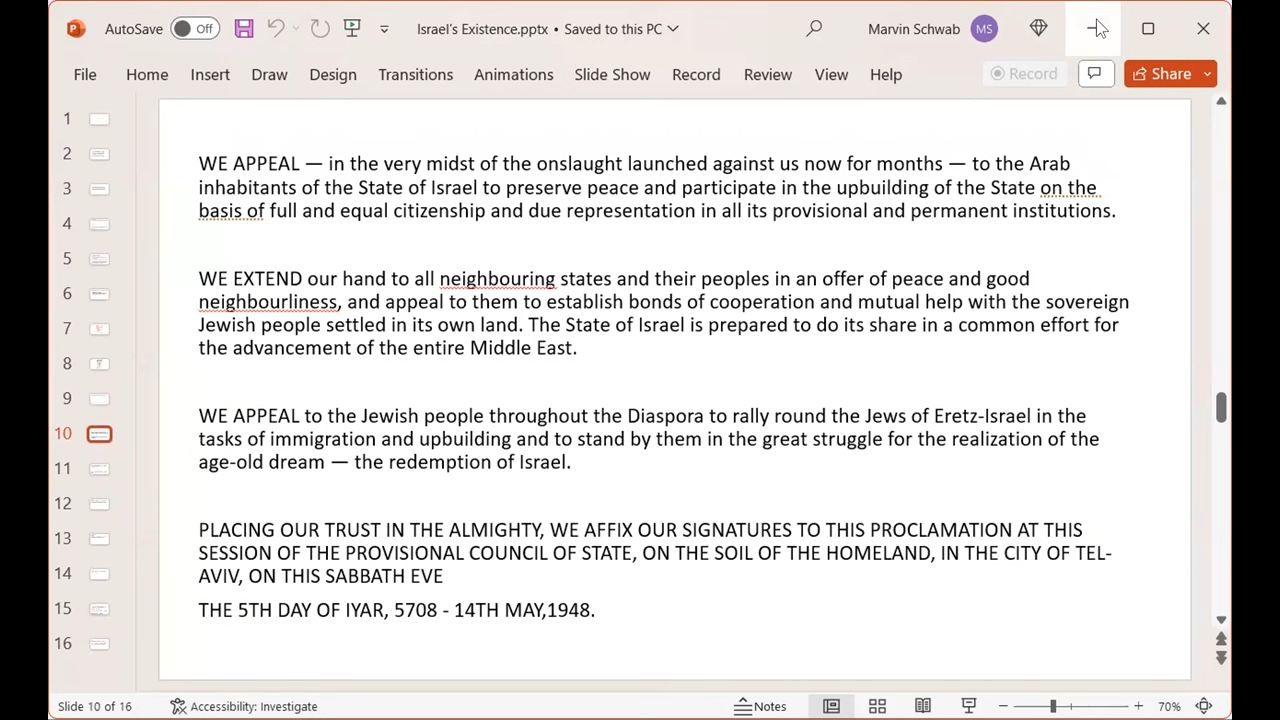 AutoSave Off Israel's Existence.pptx • Saved to this PC Marvin Schwab MS
File Home Insert Draw Design Transitions Animations Slide Show Record Review View Help Record Share
1
2
3
4
5
6
7
8
9
10
11
12
13
14
15
16
WE APPEAL — in the very midst of the onslaught launched against us now for months — to the Arab
inhabitants of the State of Israel to preserve peace and participate in the upbuilding of the State on the
basis of full and equal citizenship and due representation in all its provisional and permanent institutions.
WE EXTEND our hand to all neighbouring states and their peoples in an offer of peace and good
neighbourliness, and appeal to them to establish bonds of cooperation and mutual help with the sovereign
Jewish people settled in its own land. The State of Israel is prepared to do its share in a common effort for
the advancement of the entire Middle East.
WE APPEAL to the Jewish people throughout the Diaspora to rally round the Jews of Eretz-Israel in the
tasks of immigration and upbuilding and to stand by them in the great struggle for the realization of the
age-old dream — the redemption of Israel.
PLACING OUR TRUST IN THE ALMIGHTY, WE AFFIX OUR SIGNATURES TO THIS PROCLAMATION AT THIS
SESSION OF THE PROVISIONAL COUNCIL OF STATE, ON THE SOIL OF THE HOMELAND, IN THE CITY OF TEL-
AVIV, ON THIS SABBATH EVE
THE 5TH DAY OF IYAR, 5708 - 14TH MAY,1948.
Slide 10 of 16 Accessibility: Investigate Notes 70%